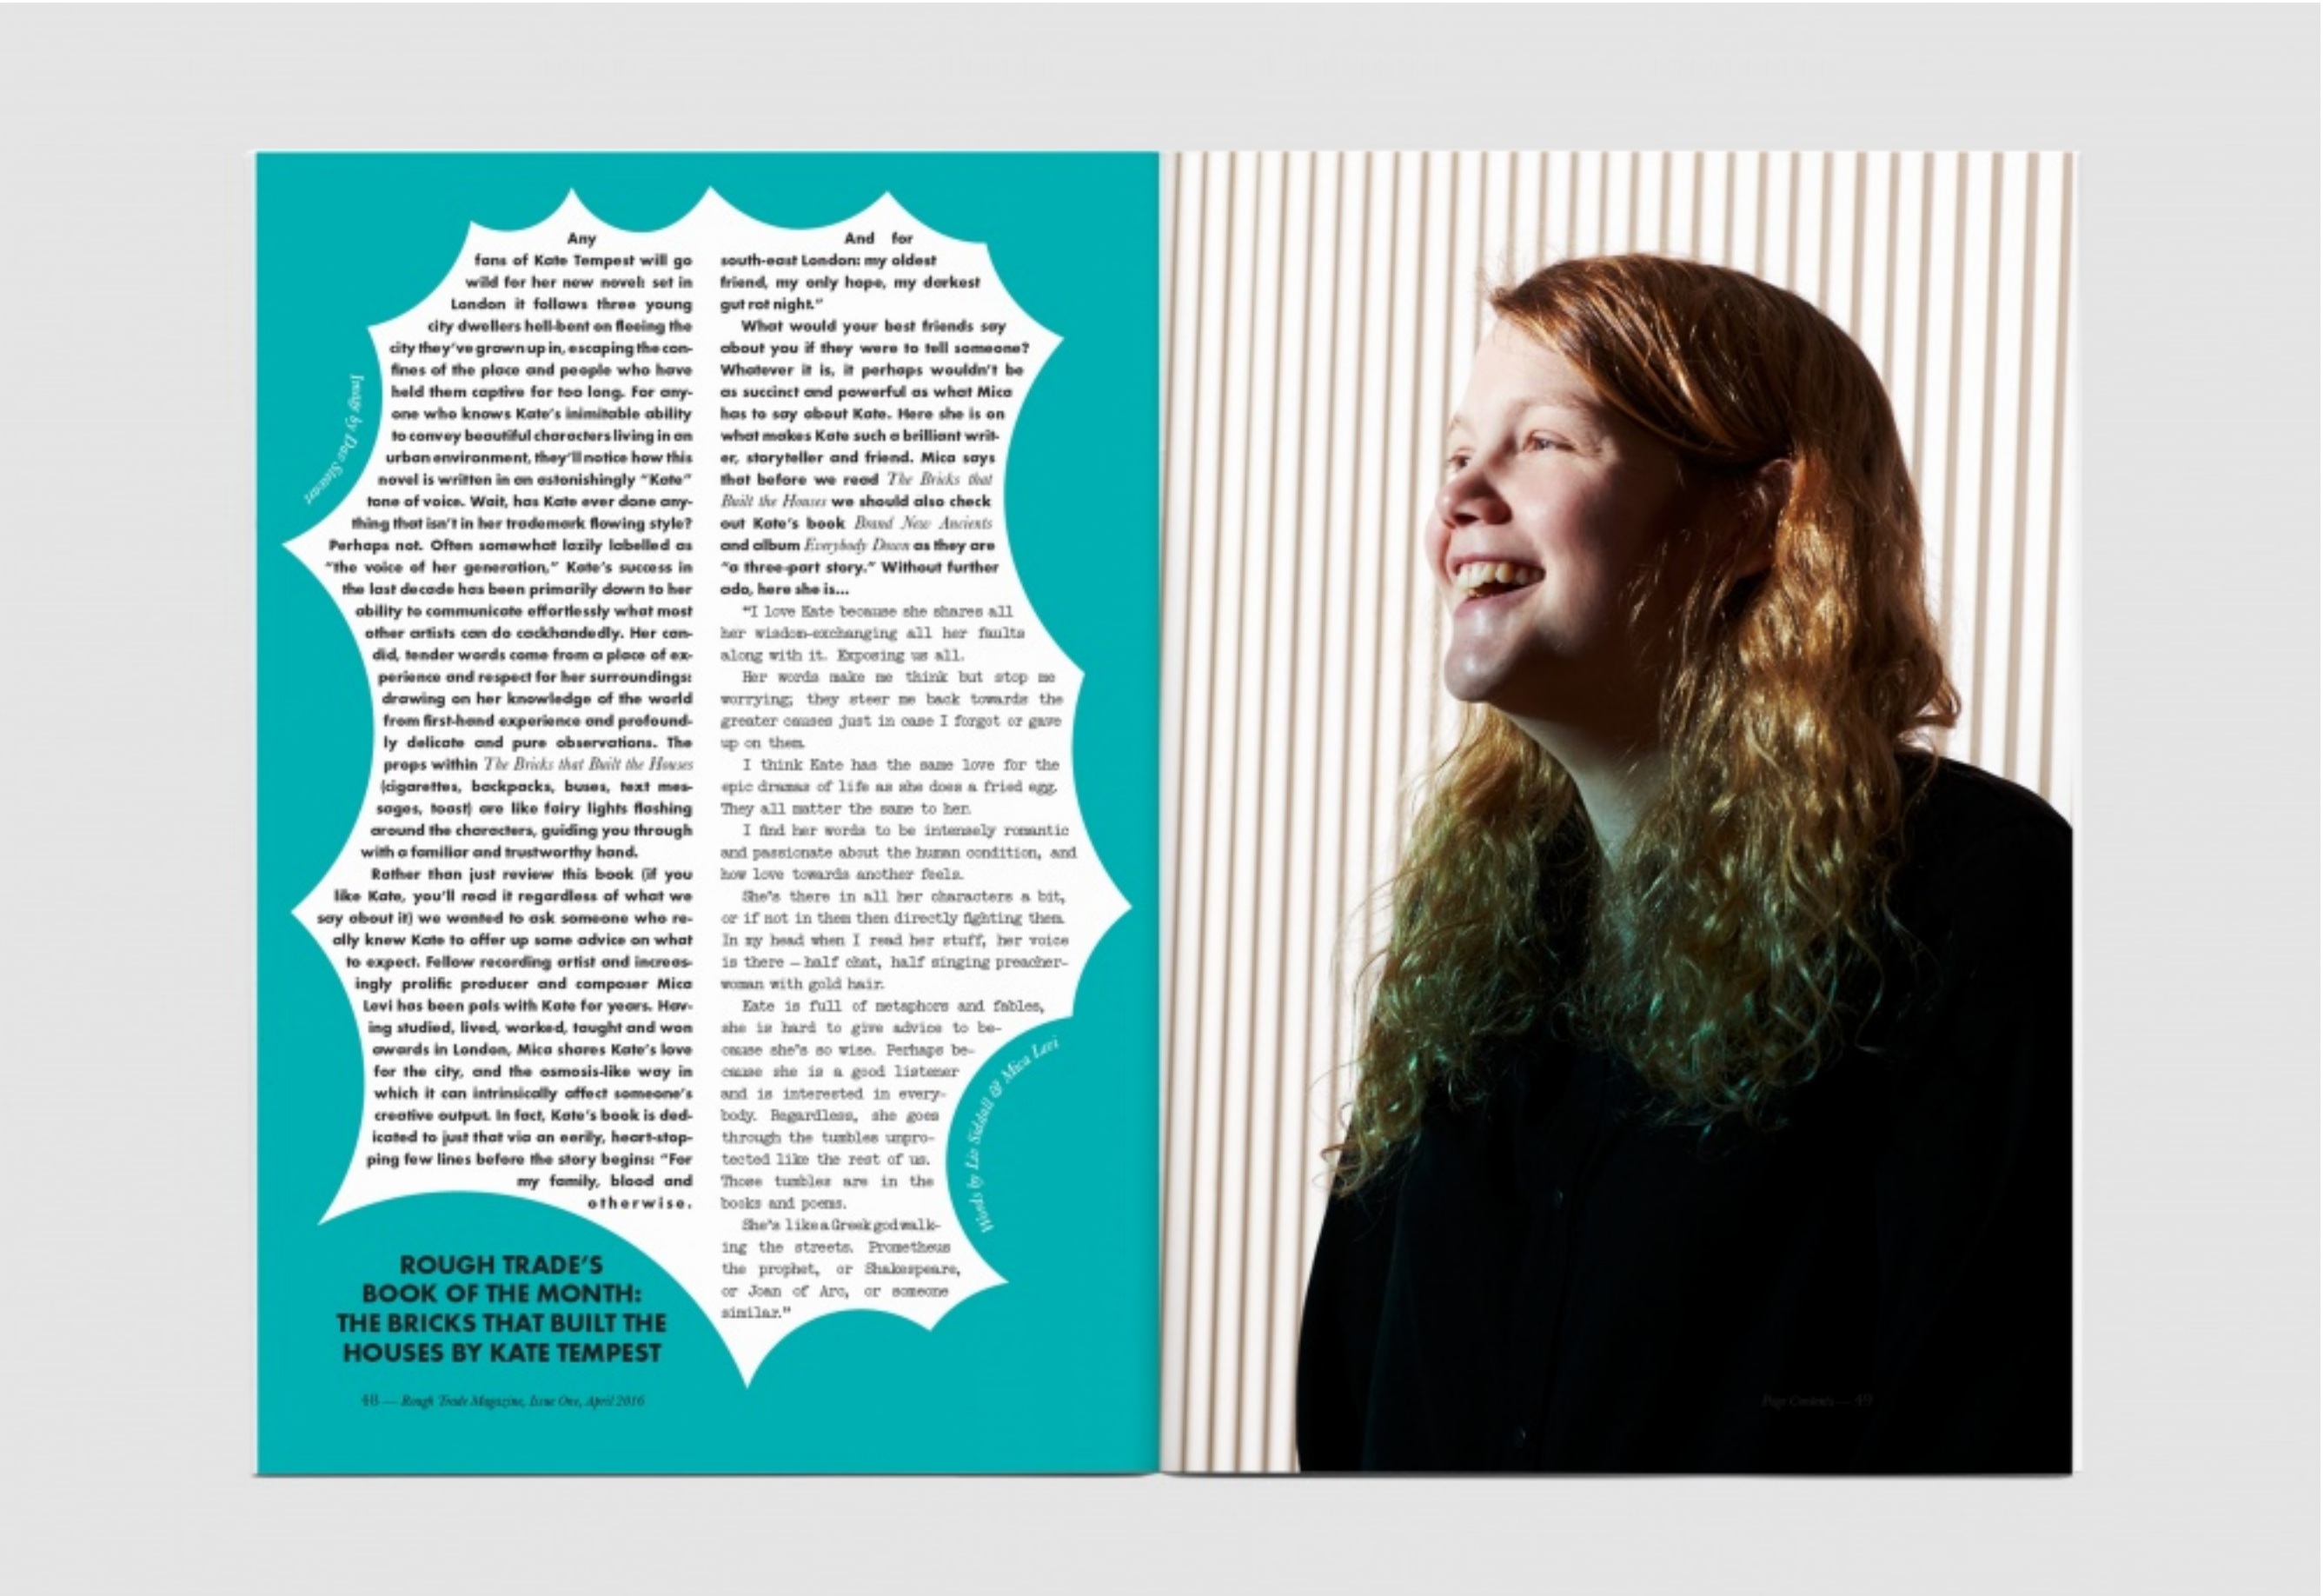 Any
fans of Kate Tempest will go
wild for her new novel: set in
London it follows three young
city dwellers hell-bent on fleeing the
city they've grown up in, escaping the con-
fines of the place and people who have
held them captive for too long. For any-
one who knows Kate's inimitable ability
to convey beautiful characters living in an
urban environment, they'll notice how this
novel is written in an astonishingly “Kate”
tone of voice. Wait, has Kate ever done any-
thing that isn't in her trademark flowing style?
Perhaps not. Often somewhat lazily labelled as
“the voice of her generation,” Kate's success in
the last decade has been primarily down to her
ability to communicate effortlessly what most
other artists can do cackhandedly. Her can-
did, tender words come from a place of ex-
perience and respect for her surroundings:
drawing on her knowledge of the world
from first-hand experience and profound-
ly delicate and pure observations. The
props within The Bricks that Built the Houses
(cigarettes, backpacks, buses, text mes-
sages, toast) are like fairy lights flashing
around the characters, guiding you through
with a familiar and trustworthy hand.
Rather than just review this book (if you
like Kate, you'll read it regardless of what we
say about it) we wanted to ask someone who re-
ally knew Kate to offer up some advice on what
to expect. Fellow recording artist and increas-
ingly prolific producer and composer Mica
Levi has been pals with Kate for years. Hav-
ing studied, lived, worked, taught and won
awards in London, Mica shares Kate's love
for the city, and the osmosis-like way in
which it can intrinsically affect someone's
creative output. In fact, Kate's book is ded-
icated to just that via an eerily, heart-stop-
ping few lines before the story begins: “For
my family, blood and
otherwise.
And for
south-east London: my oldest
friend, my only hope, my darkest
gut rot night.”
What would your best friends say
about you if they were to tell someone?
Whatever it is, it perhaps wouldn't be
as succinct and powerful as what Mica
has to say about Kate. Here she is on
what makes Kate such a brilliant writ-
er, storyteller and friend. Mica says
that before we read The Bricks that
Built the Houses we should also check
out Kate's book Brand New Ancients
and album Everybody Down as they are
“a three-part story.” Without further
ado, here she is...
“I love Kate because she shares all
her wisdom-exchanging all her faults
along with it. Exposing us all.
Her words make me think but stop me
worrying; they steer me back towards the
greater causes just in case I forgot or gave
up on them.
I think Kate has the same love for the
epic dramas of life as she does a fried egg.
They all matter the same to her.
I find her words to be intensely romantic
and passionate about the human condition, and
how love towards another feels.
She's there in all her characters a bit,
or if not in them then directly fighting them.
In my head when I read her stuff, her voice
is there – half chat, half singing preacher-
woman with gold hair.
Kate is full of metaphors and fables,
she is hard to give advice to be-
cause she's so wise. Perhaps be-
cause she is a good listener
and is interested in every-
body. Regardless, she goes
through the tumbles unpro-
tected like the rest of us.
Those tumbles are in the
books and poems.
She's like a Greek god walk-
ing the streets. Prometheus
the prophet, or Shakespeare,
or Joan of Arc, or someone
similar.”
Image by Dan Stewart
Words by Liv Siddall & Mica Levi
ROUGH TRADE'S
BOOK OF THE MONTH:
THE BRICKS THAT BUILT THE
HOUSES BY KATE TEMPEST
48 — Rough Trade Magazine, Issue One, April 2016
Page Contents — 49